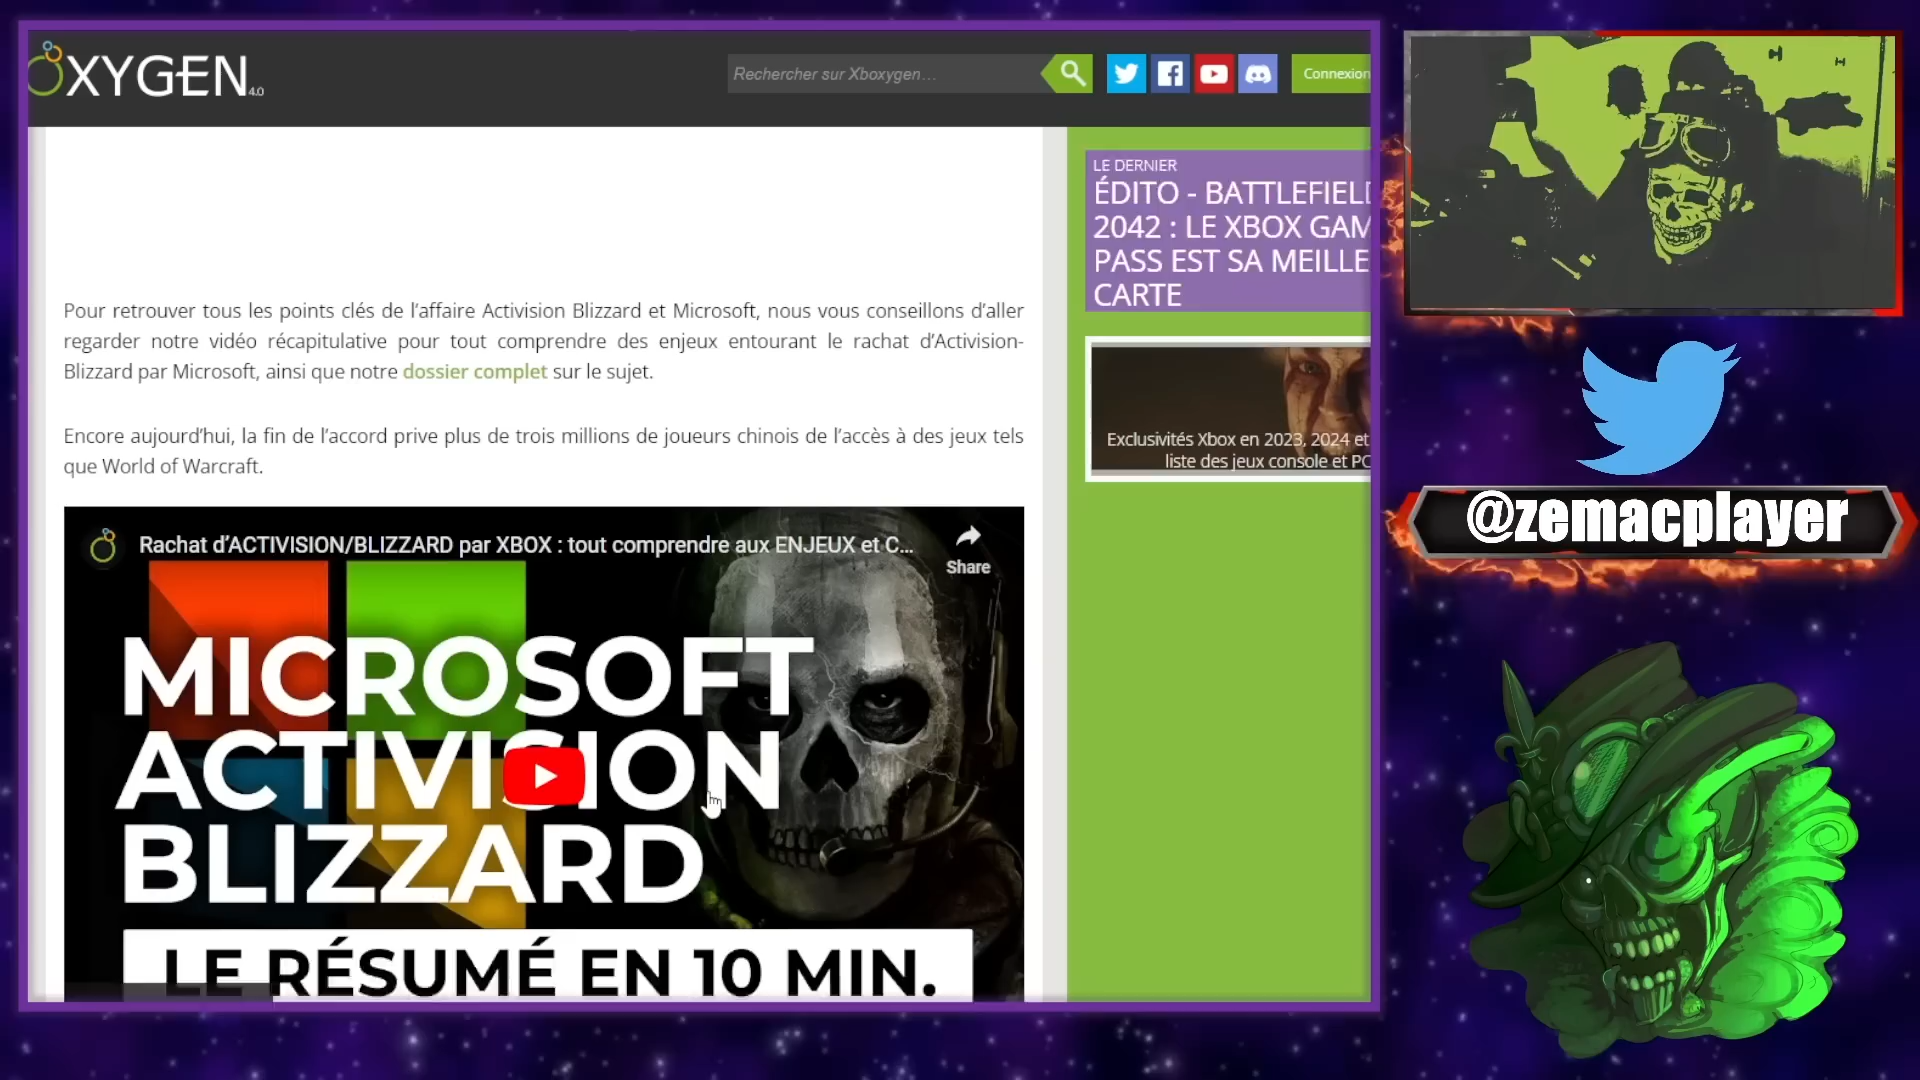 OXYGEN 4.0
Rechercher sur Xboxygen...
Connexion
LE DERNIER
ÉDITO - BATTLEFIELD
2042 : LE XBOX GAM
PASS EST SA MEILLE
CARTE
Exclusivités Xbox en 2023, 2024 et
liste des jeux console et PC
Pour retrouver tous les points clés de l'affaire Activision Blizzard et Microsoft, nous vous conseillons d'aller
regarder notre vidéo récapitulative pour tout comprendre des enjeux entourant le rachat d'Activision-
Blizzard par Microsoft, ainsi que notre dossier complet sur le sujet.
Encore aujourd'hui, la fin de l'accord prive plus de trois millions de joueurs chinois de l'accès à des jeux tels
que World of Warcraft.
Rachat d'ACTIVISION/BLIZZARD par XBOX : tout comprendre aux ENJEUX et C...
Share
MICROSOFT
ACTIVISION
BLIZZARD
LE RÉSUMÉ EN 10 MIN.
@zemacplayer